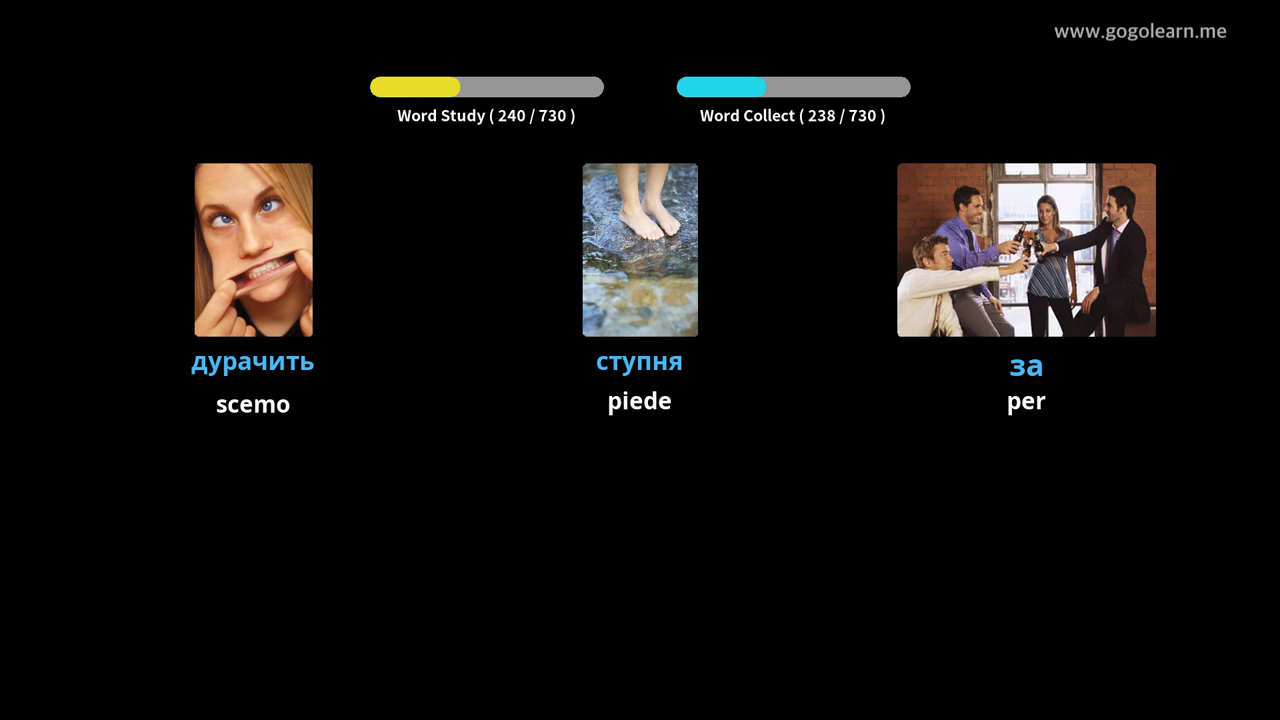 www.gogolearn.me
Word Study ( 240 / 730 )
Word Collect ( 238 / 730 )
дурачить
ступня
за
scemo
piede
per